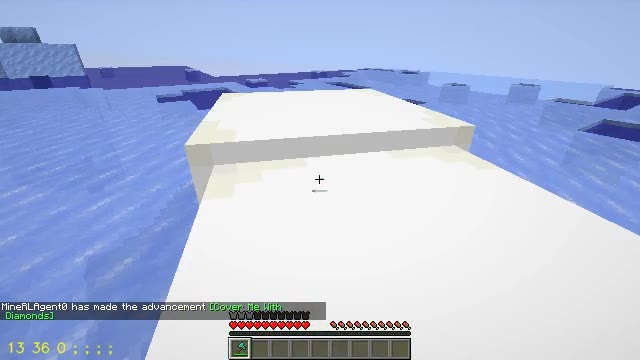 MineRLAgent0 has made the advancement [Cover Me With
Diamonds]
13 36 0 ; ; ; ;